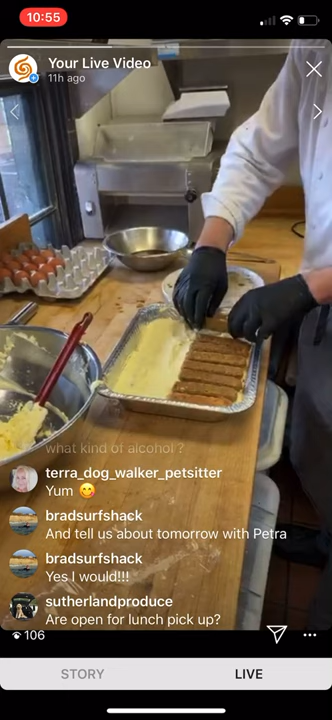 10:55
Your Live Video
11h ago
what kind of alcohol ?
terra_dog_walker_petsitter
Yum 😋
bradsurfshack
And tell us about tomorrow with Petra
bradsurfshack
Yes I would!!!
sutherlandproduce
Are open for lunch pick up?
106
STORY
LIVE